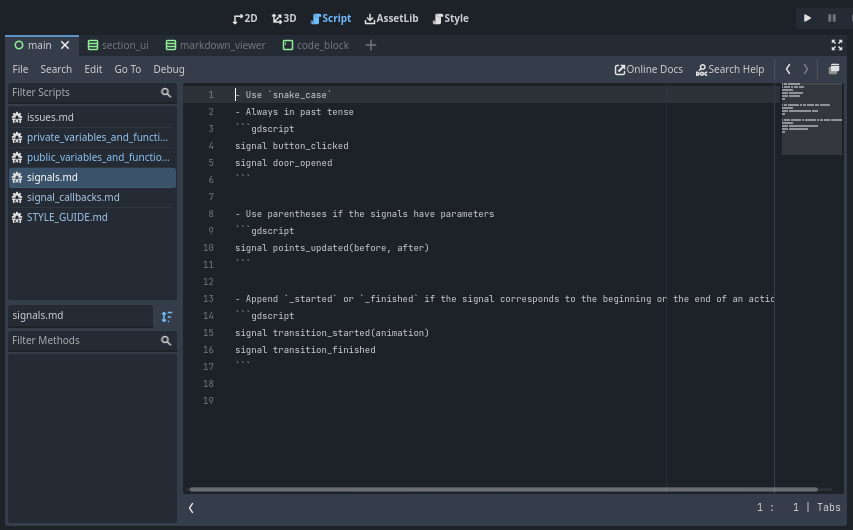 2D 3D Script AssetLib Style
main section_ui markdown_viewer code_block
File Search Edit Go To Debug Online Docs Search Help
Filter Scripts
issues.md
private_variables_and_functi...
public_variables_and_functio...
signals.md
signal_callbacks.md
STYLE_GUIDE.md
signals.md
Filter Methods
1 - Use `snake_case`
2 - Always in past tense
3 ```gdscript
4 signal button_clicked
5 signal door_opened
6 ```
7
8 - Use parentheses if the signals have parameters
9 ```gdscript
10 signal points_updated(before, after)
11 ```
12
13 - Append `_started` or `_finished` if the signal corresponds to the beginning or the end of an actio
14 ```gdscript
15 signal transition_started(animation)
16 signal transition_finished
17 ```
18
19
1 : 1 | Tabs